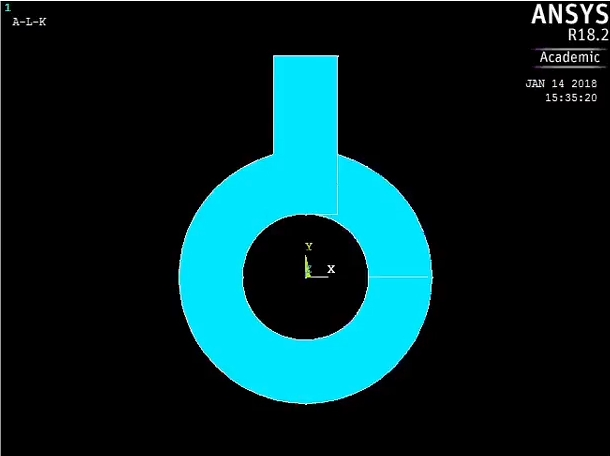 1
A-L-K
ANSYS
R18.2
Academic
JAN 14 2018
15:35:20
Y
X